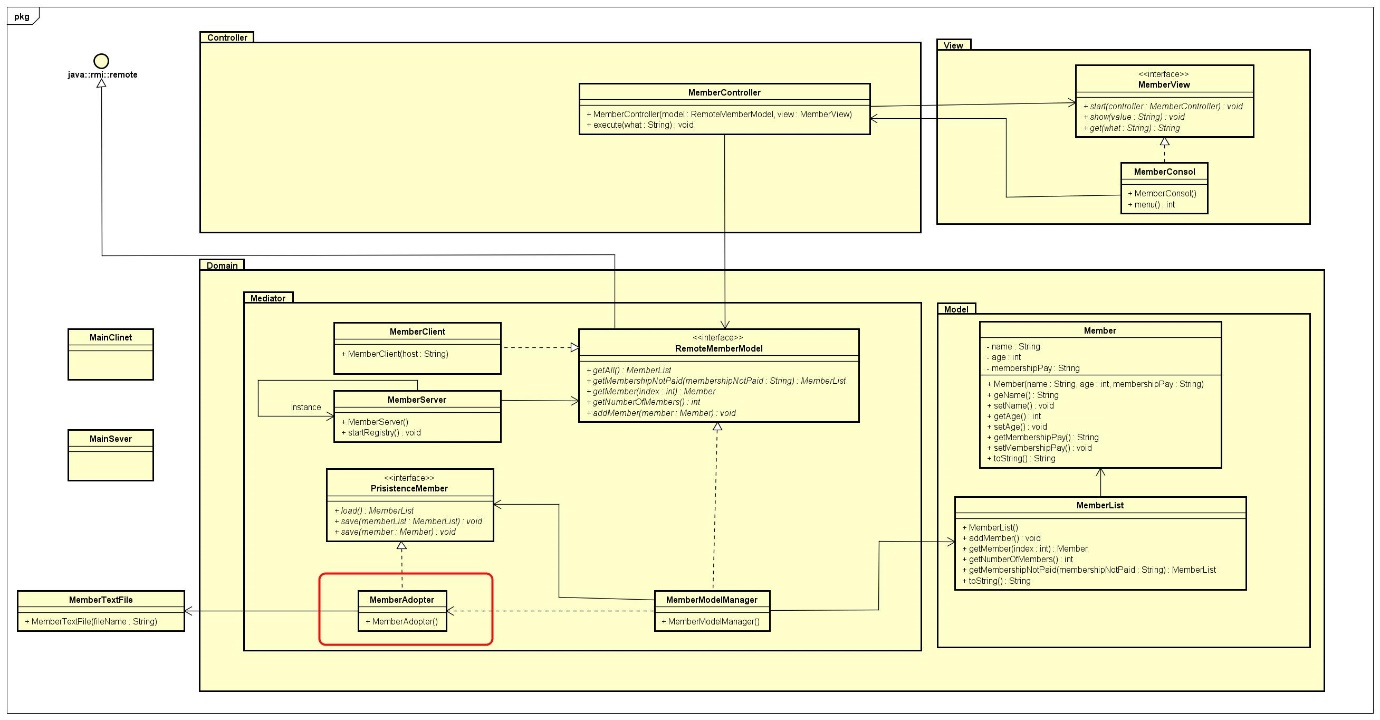 pkg
java::rmi::remote
Controller
MemberController
+ MemberController(model : RemoteMemberModel, view : MemberView)
+ execute(what : String) : void
View
<<interface>>
MemberView
+ start(controller : MemberController) : void
+ show(value : String) : void
+ get(what : String) : String
MemberConsol
+ MemberConsol()
+ menu() : int
Domain
Mediator
MemberClient
+ MemberClient(host : String)
MemberServer
+ MemberServer()
+ startRegistry() : void
instance
<<interface>>
RemoteMemberModel
+ getAll() : MemberList
+ getMembershipNotPaid(membershipNotPaid : String) : MemberList
+ getMember(index : int) : Member
+ getNumberOfMembers() : int
+ addMember(member : Member) : void
<<interface>>
PrisistenceMember
+ load() : MemberList
+ save(memberList : MemberList) : void
+ save(member : Member) : void
MemberAdopter
+ MemberAdopter()
MemberModelManager
+ MemberModelManager()
Model
Member
- name : String
- age : int
- membershipPay : String
+ Member(name : String, age : int, membershipPay : String)
+ geName() : String
+ setName() : void
+ getAge() : int
+ setAge() : void
+ getMembershipPay() : String
+ setMembershipPay() : void
+ toString() : String
MemberList
+ MemberList()
+ addMember() : void
+ getMember(index : int) : Member
+ getNumberOfMembers() : int
+ getMembershipNotPaid(membershipNotPaid : String) : MemberList
+ toString() : String
MainClinet
MainSever
MemberTextFile
+ MemberTextFile(fileName : String)